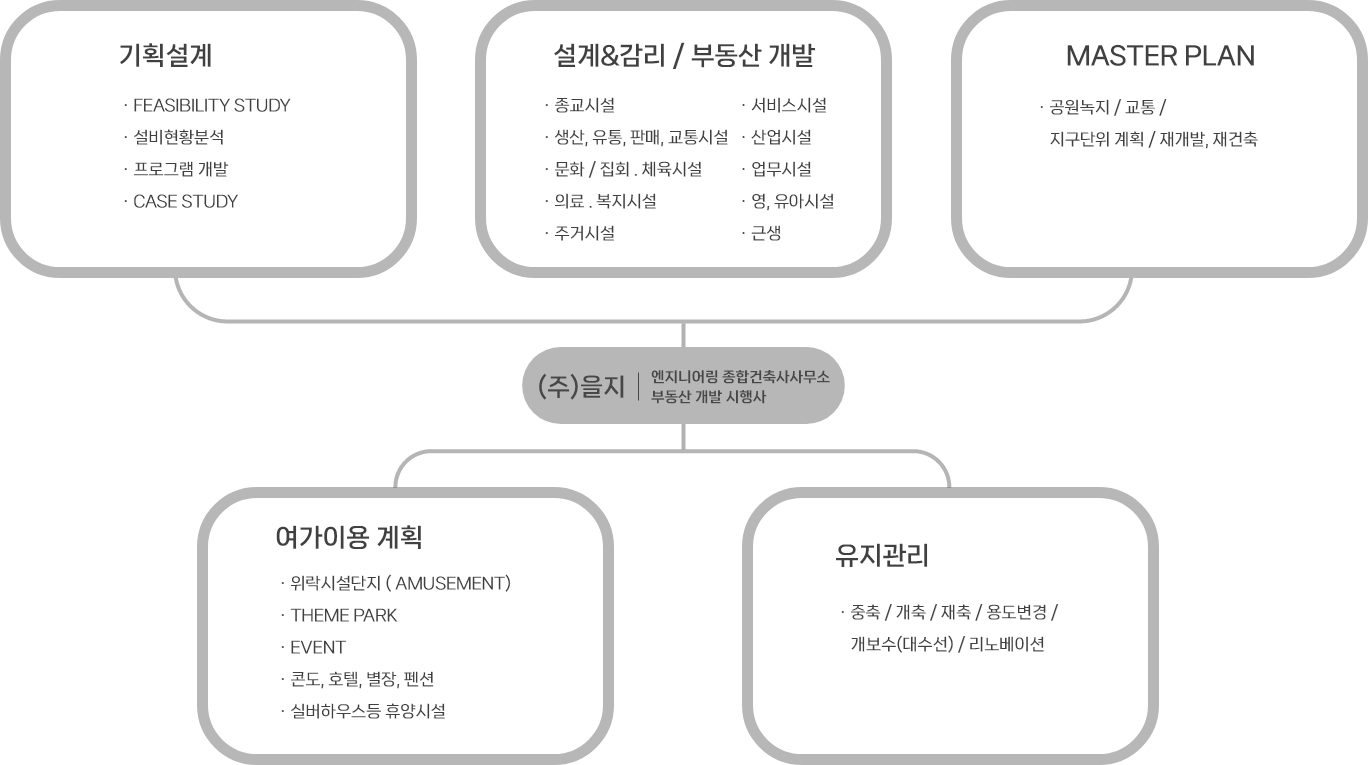 기획설계
· FEASIBILITY STUDY
· 설비현황분석
· 프로그램 개발
· CASE STUDY
설계&감리 / 부동산 개발
· 종교시설
· 생산, 유통, 판매, 교통시설
· 문화 / 집회 . 체육시설
· 의료 . 복지시설
· 주거시설
· 서비스시설
· 산업시설
· 업무시설
· 영, 유아시설
· 근생
MASTER PLAN
· 공원녹지 / 교통 /
지구단위 계획 / 재개발, 재건축
(주)을지
엔지니어링 종합건축사사무소
부동산 개발 시행사
여가이용 계획
· 위락시설단지 ( AMUSEMENT)
· THEME PARK
· EVENT
· 콘도, 호텔, 별장, 펜션
· 실버하우스등 휴양시설
유지관리
· 중축 / 개축 / 재축 / 용도변경 /
개보수(대수선) / 리노베이션